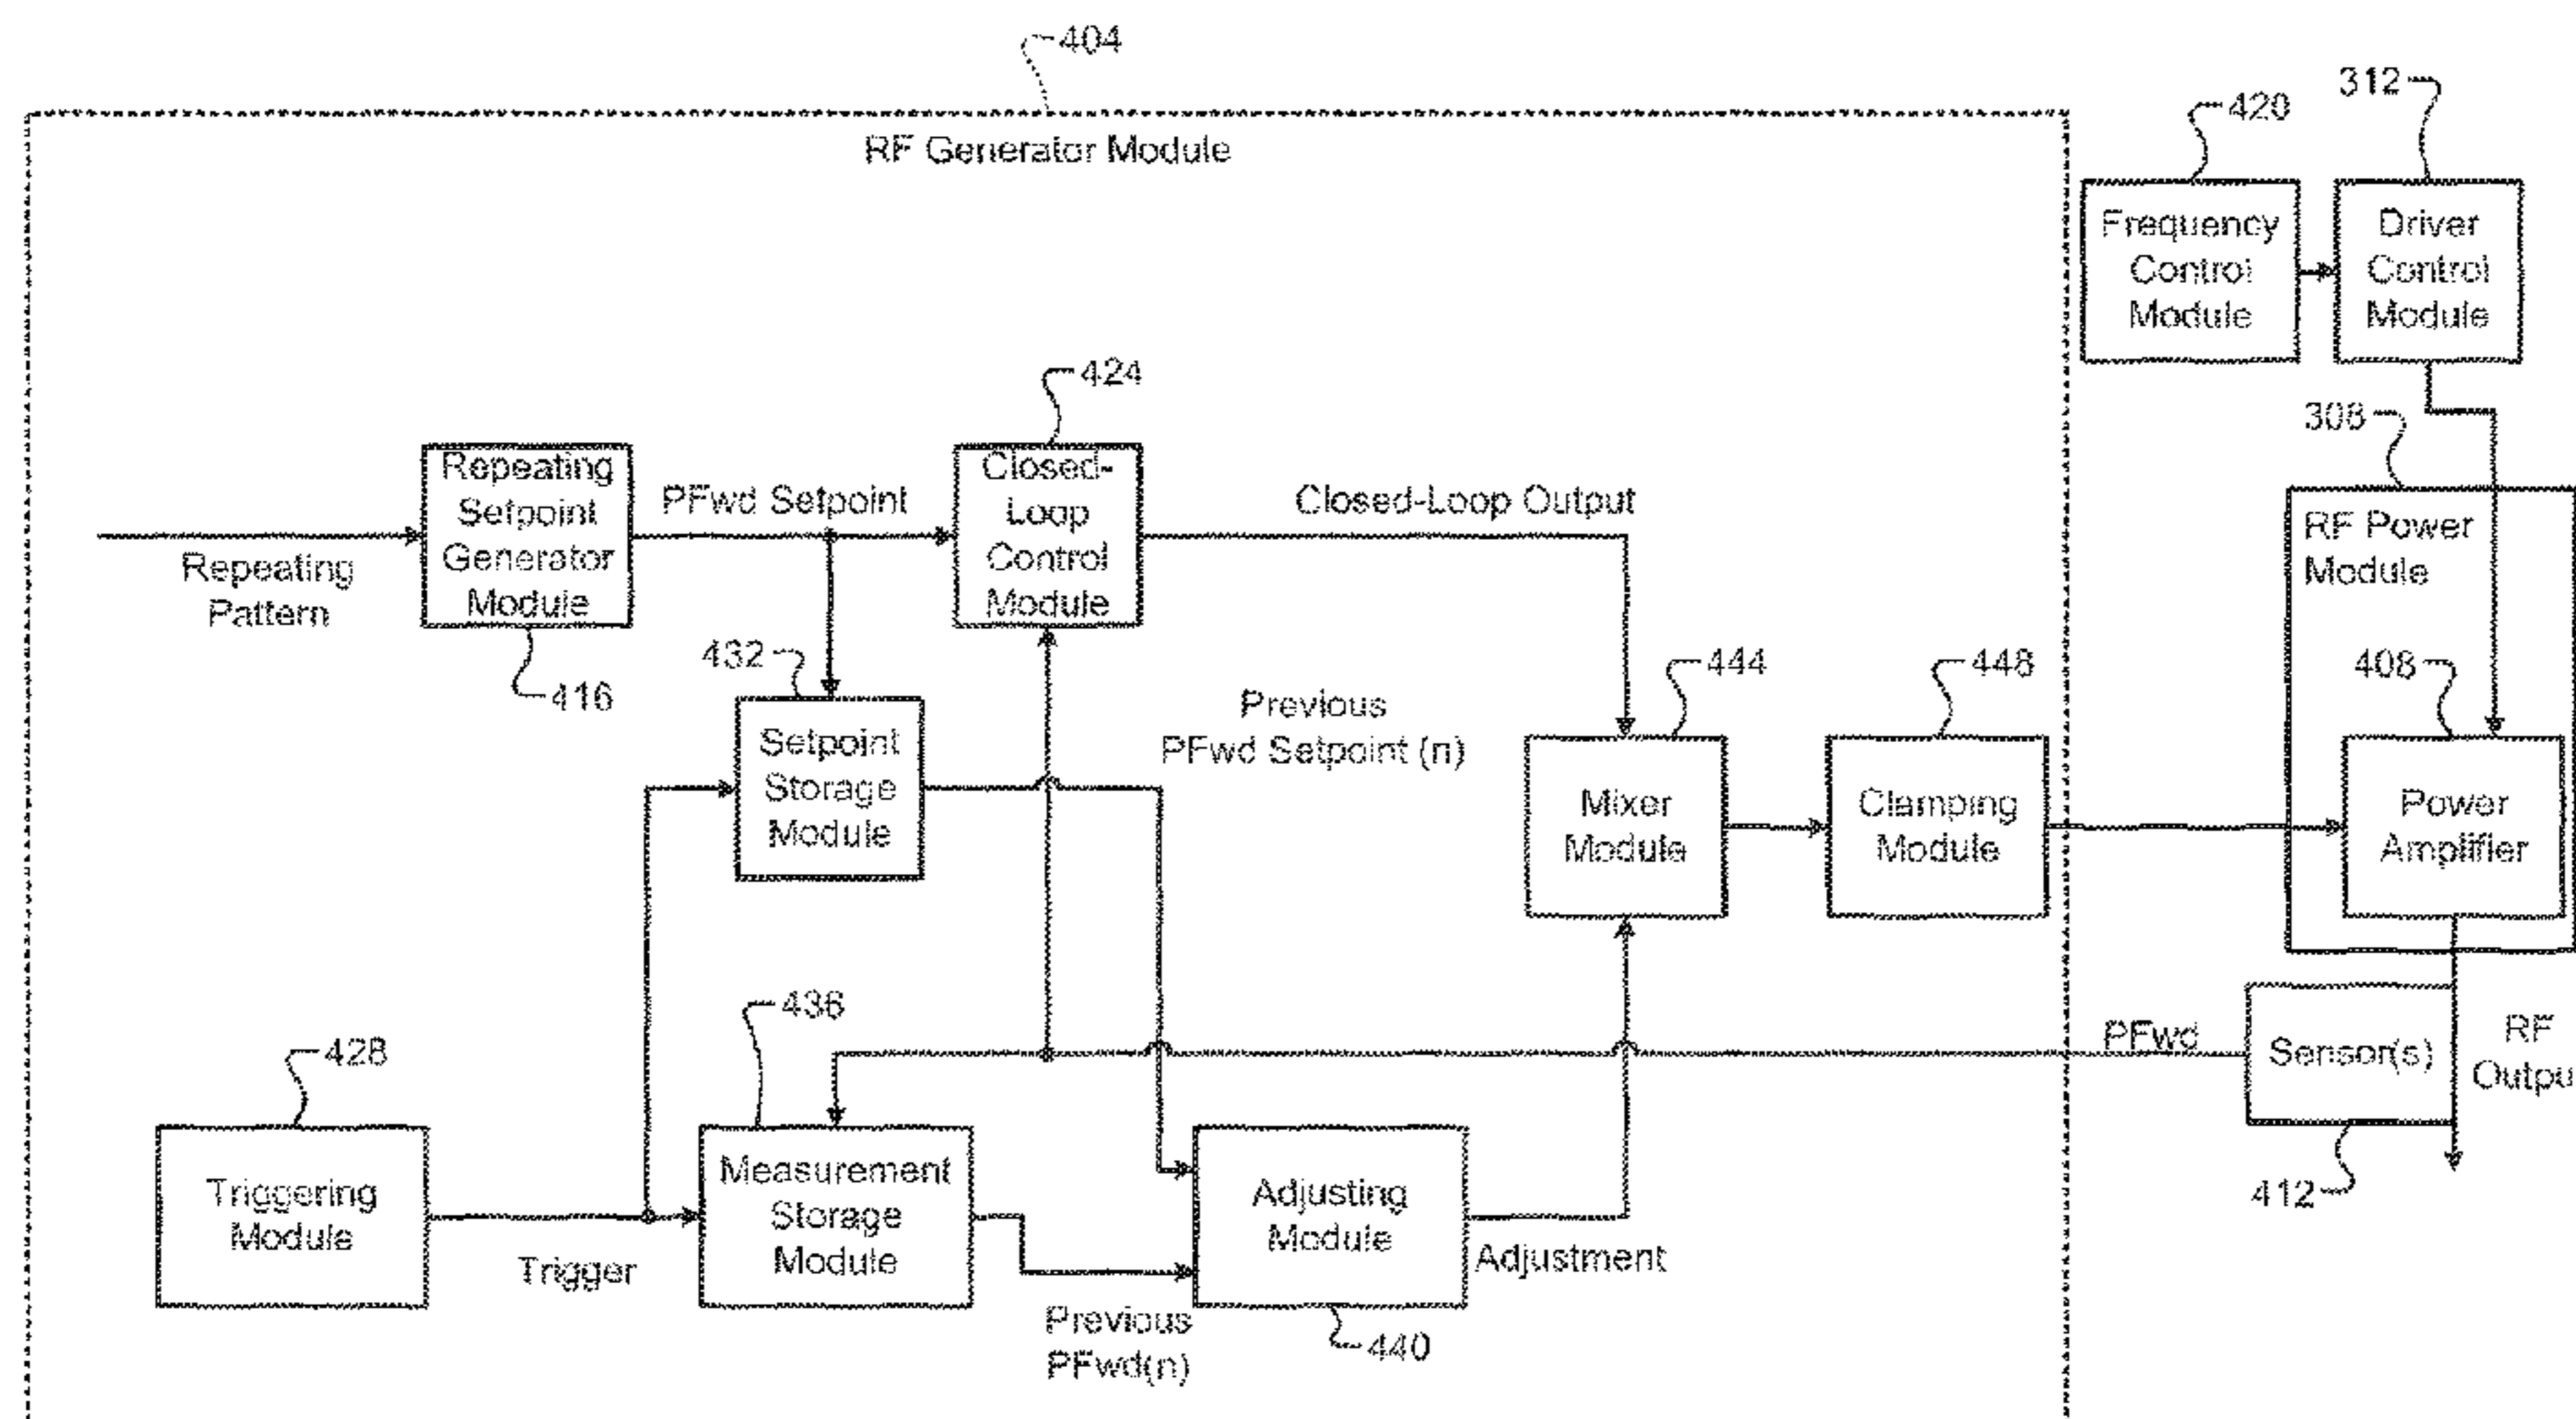 404
RF Generator Module
420
312
Frequency
Control
Module
Driver
Control
Module
424
308
Repeating
Setpoint
Generator
Module
PFwd Setpoint
Closed-
Loop
Control
Module
Closed-Loop Output
RF Power
Module
Repeating
Pattern
416
432
444
448
408
Setpoint
Storage
Module
Previous
PFwd Setpoint (n)
Mixer
Module
Clamping
Module
Power
Amplifier
428
436
PFwd
Sensor(s)
RF
Outpu
412
Triggering
Module
Trigger
Measurement
Storage
Module
Previous
PFwd(n)
Adjusting
Module
Adjustment
440